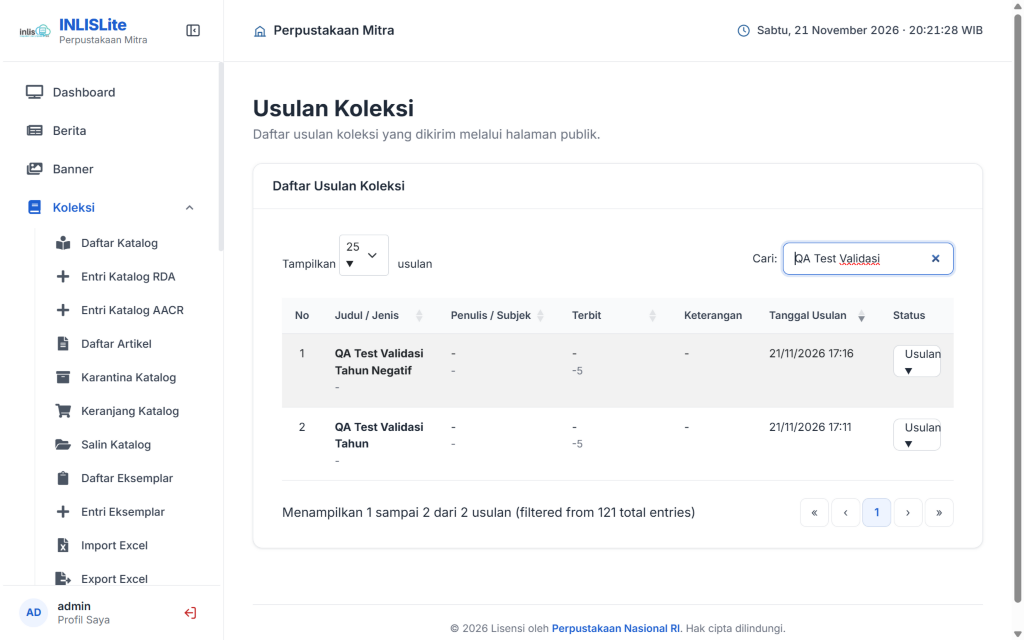 inlis
INLISLite
Perpustakaan Mitra
Perpustakaan Mitra
Sabtu, 21 November 2026 · 20:21:28 WIB
Dashboard
Berita
Banner
Koleksi
Daftar Katalog
Entri Katalog RDA
Entri Katalog AACR
Daftar Artikel
Karantina Katalog
Keranjang Katalog
Salin Katalog
Daftar Eksemplar
Entri Eksemplar
Import Excel
Export Excel
AD
admin
Profil Saya
Usulan Koleksi
Daftar usulan koleksi yang dikirim melalui halaman publik.
Daftar Usulan Koleksi
Tampilkan 25 usulan
Cari: QA Test Validasi
No Judul / Jenis Penulis / Subjek Terbit Keterangan Tanggal Usulan Status
1 QA Test Validasi - - - 21/11/2026 17:16 Usulan
Tahun Negatif - -5
-
2 QA Test Validasi - - - 21/11/2026 17:11 Usulan
Tahun - -5
-
Menampilkan 1 sampai 2 dari 2 usulan (filtered from 121 total entries)
« ‹ 1 › »
© 2026 Lisensi oleh Perpustakaan Nasional RI. Hak cipta dilindungi.